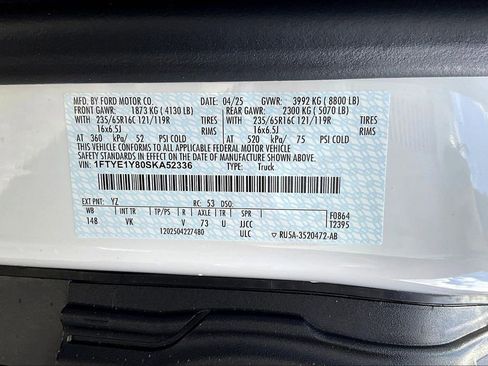 MFD. BY FORD MOTOR CO. DATE: 04/25 GVWR: 3992 KG ( 8800 LB)
FRONT GAWR: 1873 KG ( 4130 LB) REAR GAWR: 2300 KG ( 5070 LB)
WITH 235/65R16C 121/119R WITH 235/65R16C 121/119R
TIRES 16x6.5J TIRES 16x6.5J RIMS
AT 360 kPa/ 52 PSI COLD AT 520 kPa/ 75 PSI COLD
THIS VEHICLE CONFORMS TO ALL APPLICABLE FEDERAL MOTOR
VEHICLE SAFETY STANDARDS IN EFFECT ON THE DATE OF MANUFACTURE SHOWN ABOVE.
VIN: 1FTYE1Y80SKA52336 TYPE: Truck
EXT PNT: YZ RC: 53 DSO:
WB INT TR TP/PS R AXLE TR SPR F0864
148 VK V 73 U JJCC T2395
1202504227480 ULC RU5A-3520472-AB